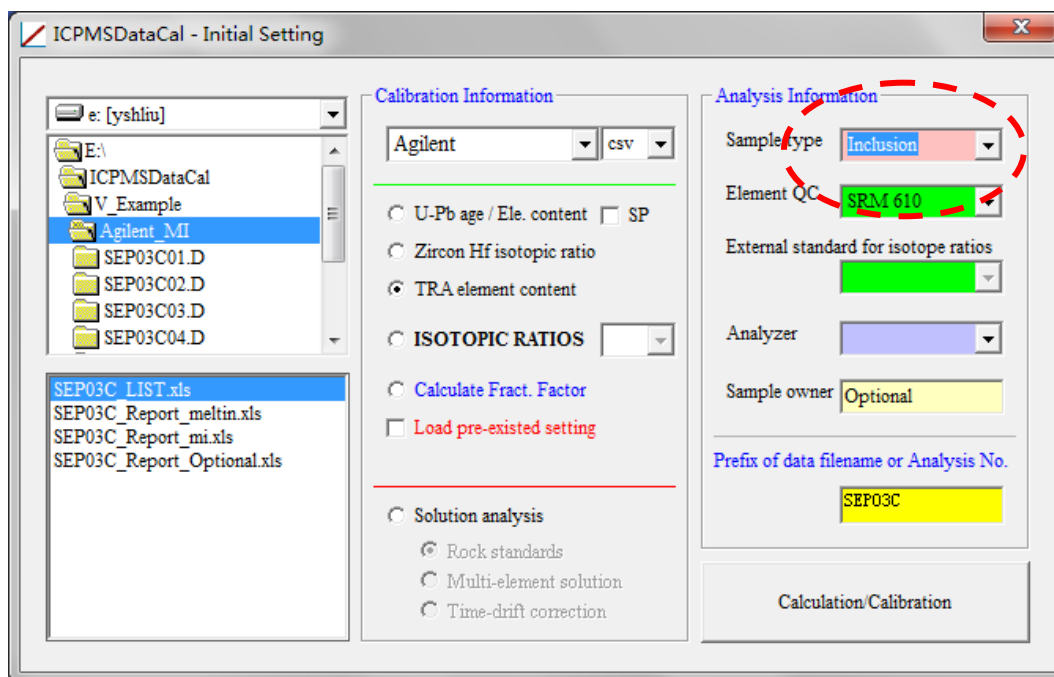 ICPMSDataCal - Initial Setting
e: [yshliu]
E:\
ICPMSDataCal
V_Example
Agilent_MI
SEP03C01.D
SEP03C02.D
SEP03C03.D
SEP03C04.D
SEP03C_LIST.xls
SEP03C_Report_meltin.xls
SEP03C_Report_mi.xls
SEP03C_Report_Optional.xls
Calibration Information
Agilent csv
U-Pb age / Ele. content SP
Zircon Hf isotopic ratio
TRA element content
ISOTOPIC RATIOS
Calculate Fract. Factor
Load pre-existed setting
Solution analysis
Rock standards
Multi-element solution
Time-drift correction
Analysis Information
Sample type Inclusion
Element QC SRM 610
External standard for isotope ratios
Analyzer
Sample owner Optional
Prefix of data filename or Analysis No.
SEP03C
Calculation/Calibration